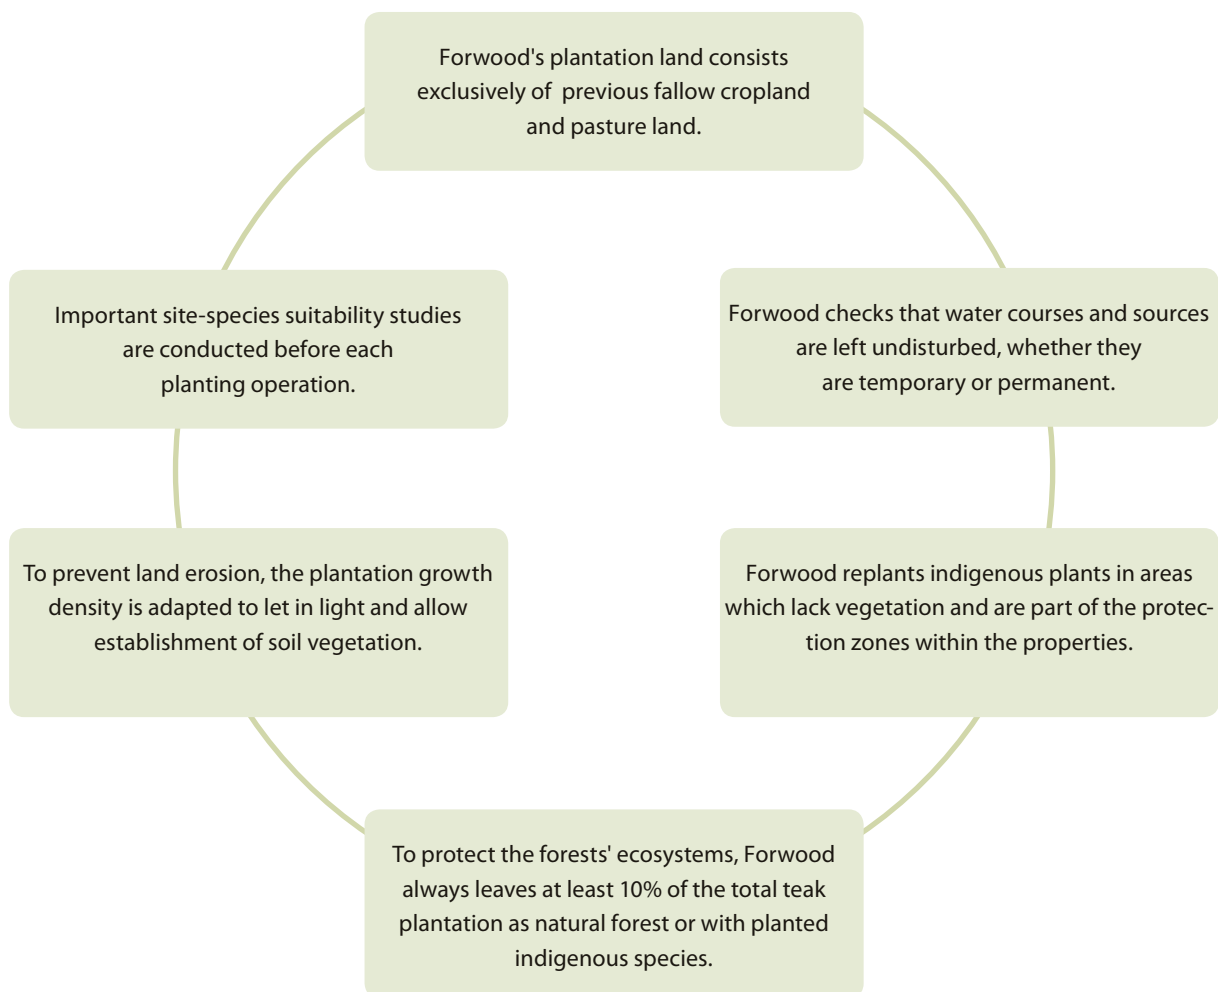 Forwood's plantation land consists
exclusively of previous fallow cropland
and pasture land.
Important site-species suitability studies
are conducted before each
planting operation.
Forwood checks that water courses and sources
are left undisturbed, whether they
are temporary or permanent.
To prevent land erosion, the plantation growth
density is adapted to let in light and allow
establishment of soil vegetation.
Forwood replants indigenous plants in areas
which lack vegetation and are part of the protec-
tion zones within the properties.
To protect the forests' ecosystems, Forwood
always leaves at least 10% of the total teak
plantation as natural forest or with planted
indigenous species.